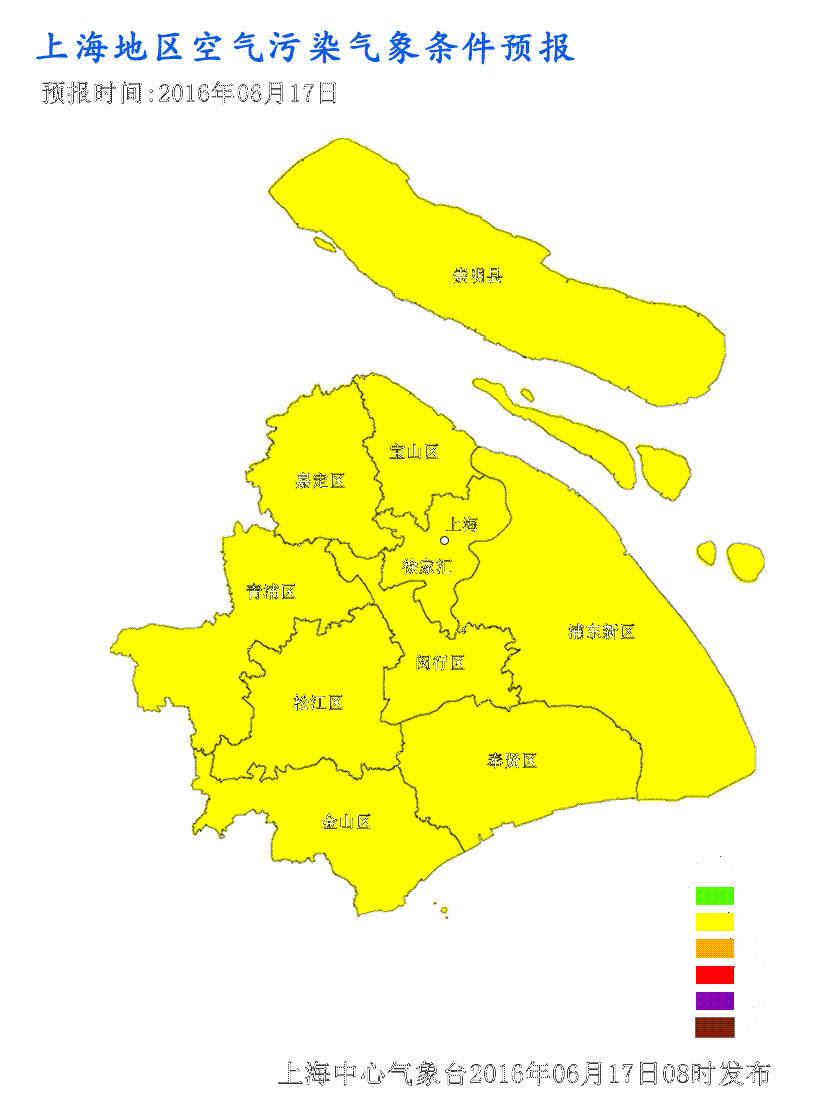 上海地区空气污染气象条件预报
预报时间:2016年06月17日
崇明县
宝山区
嘉定区
上海
徐家汇
青浦区
浦东新区
闵行区
松江区
奉贤区
金山区
上海中心气象台2016年06月17日08时发布